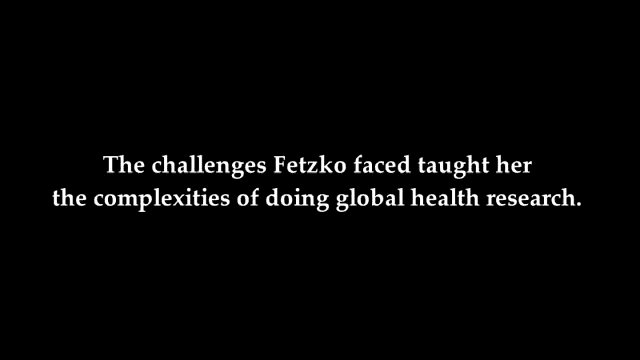 The challenges Fetzko faced taught her
the complexities of doing global health research.